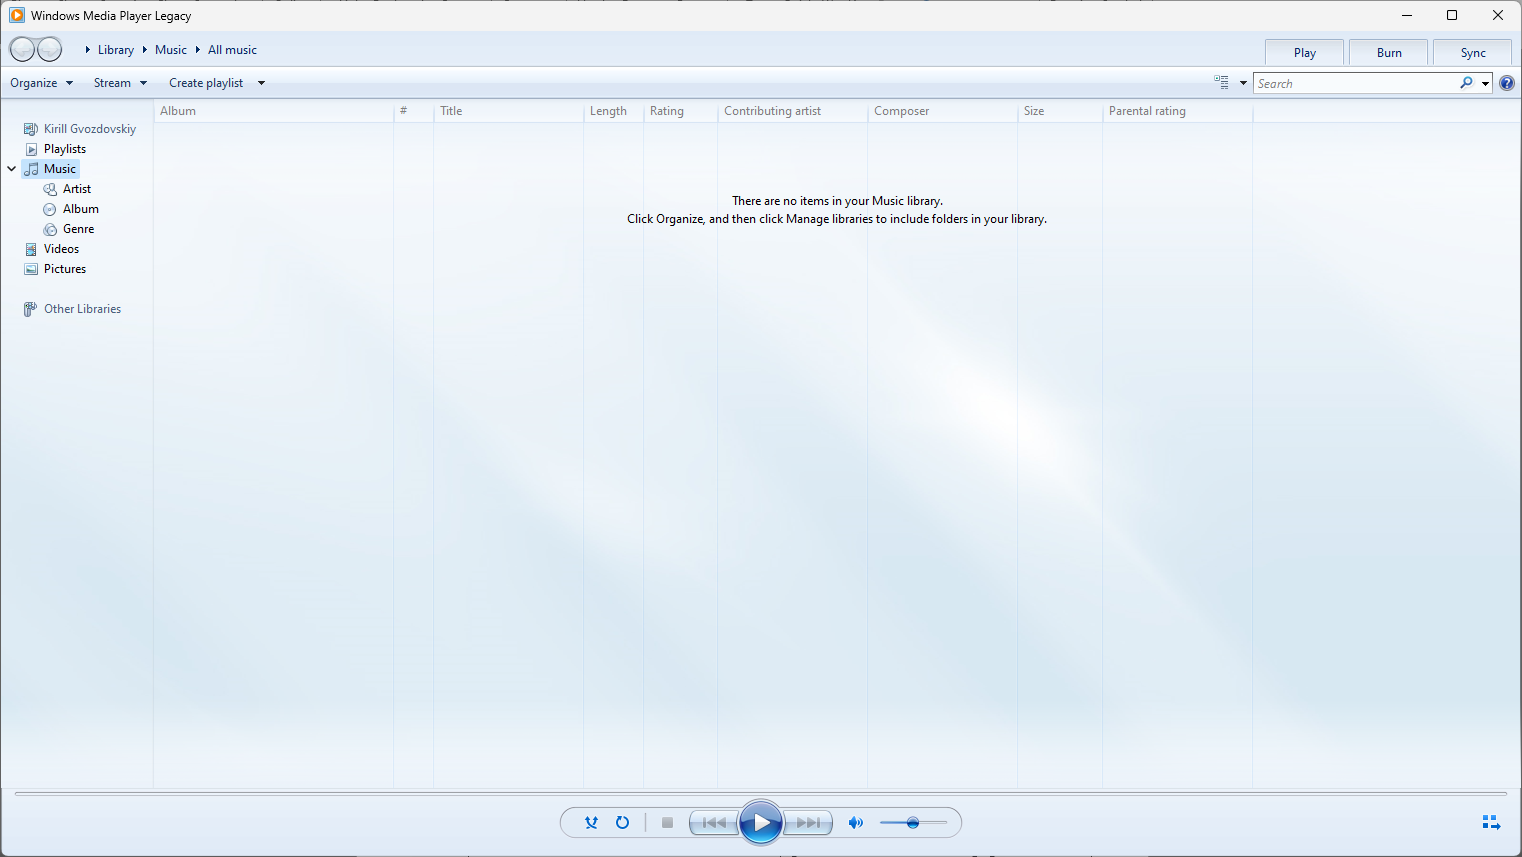 Windows Media Player Legacy
Library Music All music
Play Burn Sync
Organize Stream Create playlist Search
Album # Title Length Rating Contributing artist Composer Size Parental rating
Kirill Gvozdovskiy
Playlists
Music
Artist
Album
Genre
Videos
Pictures
Other Libraries
There are no items in your Music library.
Click Organize, and then click Manage libraries to include folders in your library.